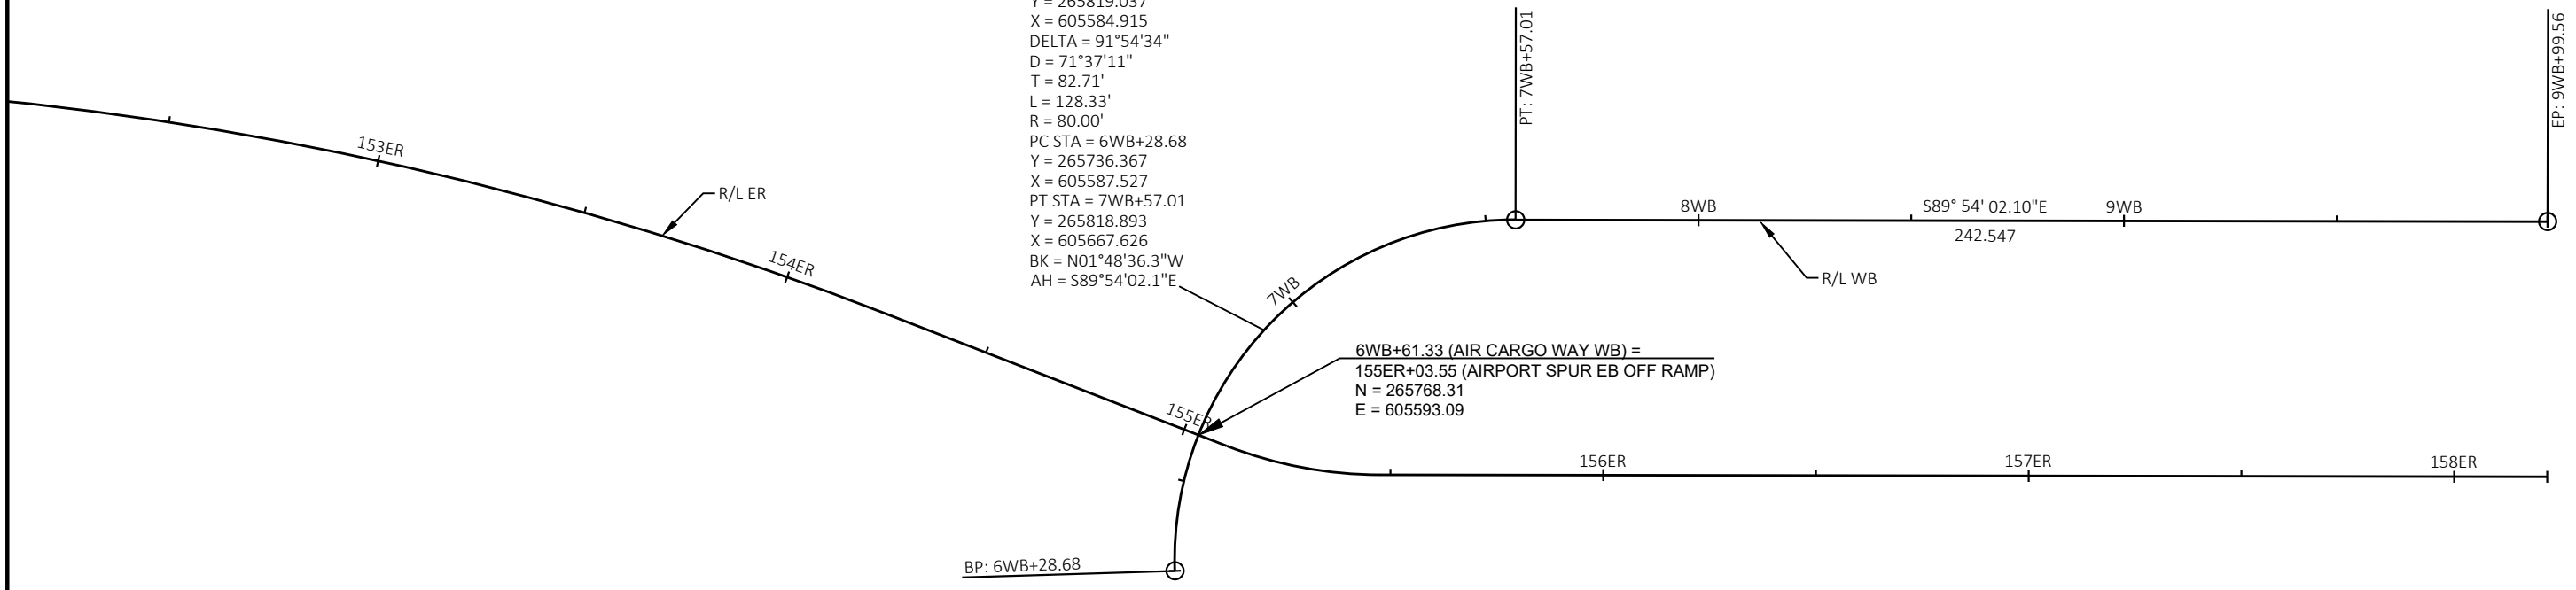 Y = 265819.037
X = 605584.915
DELTA = 91°54'34"
D = 71°37'11"
T = 82.71'
L = 128.33'
R = 80.00'
PC STA = 6WB+28.68
Y = 265736.367
X = 605587.527
PT STA = 7WB+57.01
Y = 265818.893
X = 605667.626
BK = N01°48'36.3"W
AH = S89°54'02.1"E
153ER
R/L ER
154ER
155ER
7WB
PT: 7WB+57.01
8WB
S89° 54' 02.10"E
9WB
242.547
R/L WB
EP: 9WB+99.56
6WB+61.33 (AIR CARGO WAY WB) =
155ER+03.55 (AIRPORT SPUR EB OFF RAMP)
N = 265768.31
E = 605593.09
156ER
157ER
158ER
BP: 6WB+28.68